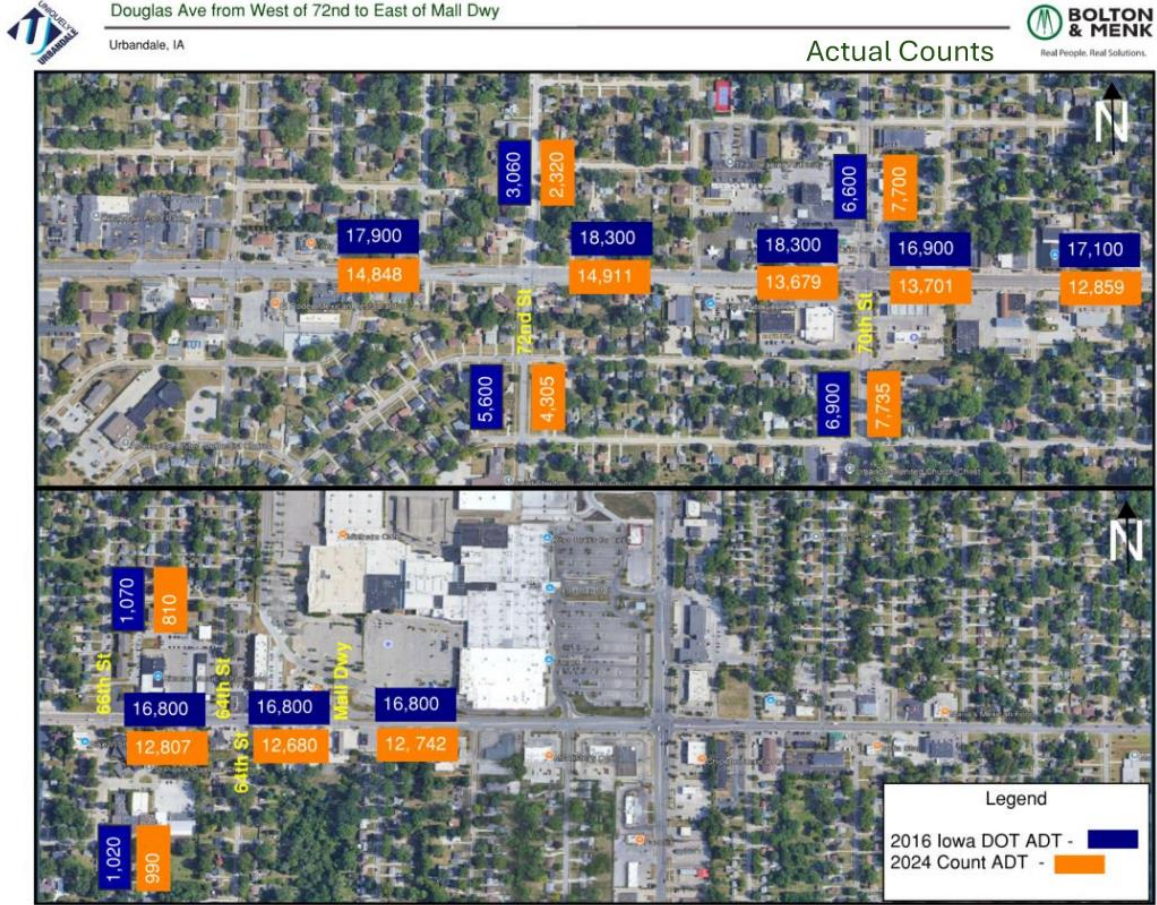 UNIQUELY
URBANDALE
Douglas Ave from West of 72nd to East of Mall Dwy
Urbandale, IA
Actual Counts
BOLTON
& MENK
Real People. Real Solutions.
N
3,060
2,320
6,600
7,700
17,900
18,300
18,300
16,900
17,100
14,848
14,911
13,679
13,701
12,859
72nd St
70th St
5,600
4,305
6,900
7,735
N
1,070
810
66th St
64th St
Mall Dwy
16,800
16,800
16,800
12,807
12,680
12, 742
64th St
1,020
990
Legend
2016 Iowa DOT ADT -
2024 Count ADT -